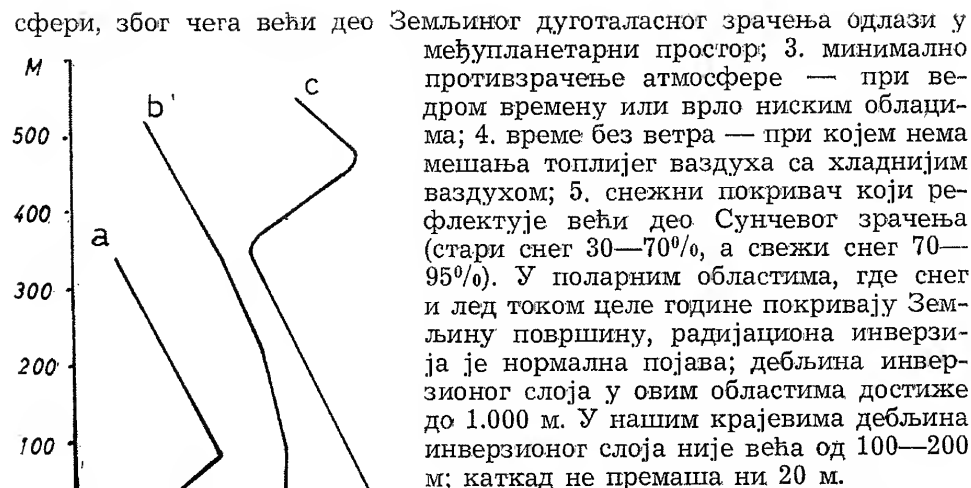 сфери, због чега већи део Земљиног дуготаласног зрачења одлази у
међупланетарни простор; 3. минимално
противзрачење атмосфере — при ве-
дром времену или врло ниским облаци-
ма; 4. време без ветра — при којем нема
мешања топлијег ваздуха са хладнијим
ваздухом; 5. снежни покривач који ре-
флектује већи део Сунчевог зрачења
(стари снег 30—70%, а свежи снег 70—
95%). У поларним областима, где снег
и лед током целе године покривају Зем-
љину површину, радијациона инверзи-
ја је нормална појава; дебљина инвер-
зионог слоја у овим областима достиже
до 1.000 м. У нашим крајевима дебљина
инверзионог слоја није већа од 100—200
м; каткад не премаша ни 20 м.
M
500
400
300
200
100
a
b'
c